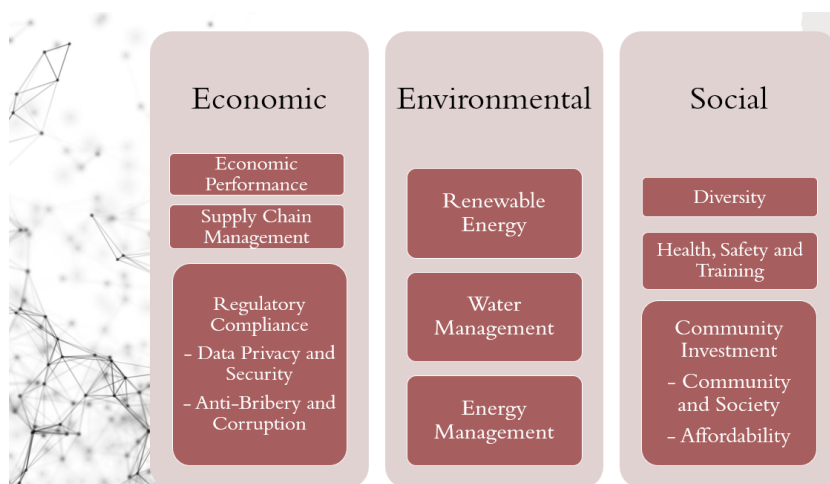 Economic
Economic
Performance
Supply Chain
Management
Regulatory
Compliance
- Data Privacy and
Security
- Anti-Bribery and
Corruption
Environmental
Renewable
Energy
Water
Management
Energy
Management
Social
Diversity
Health, Safety and
Training
Community
Investment
- Community
and Society
- Affordability